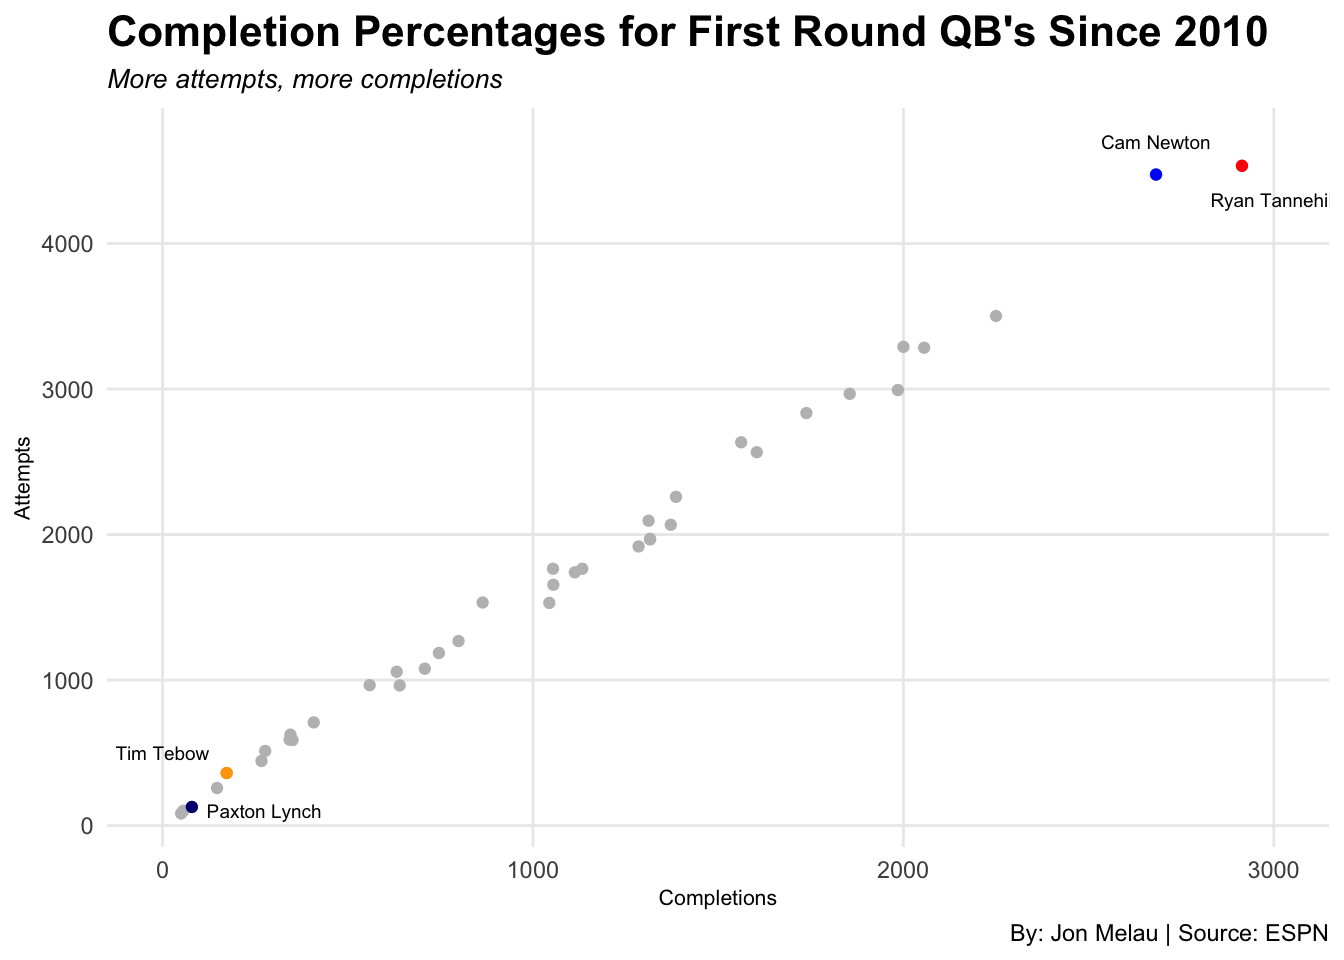 Completion Percentages for First Round QB's Since 2010
More attempts, more completions
Cam Newton
Ryan Tannehil
4000
3000
Attempts
2000
1000
Tim Tebow
Paxton Lynch
0
0 1000 2000 3000
Completions
By: Jon Melau | Source: ESPN